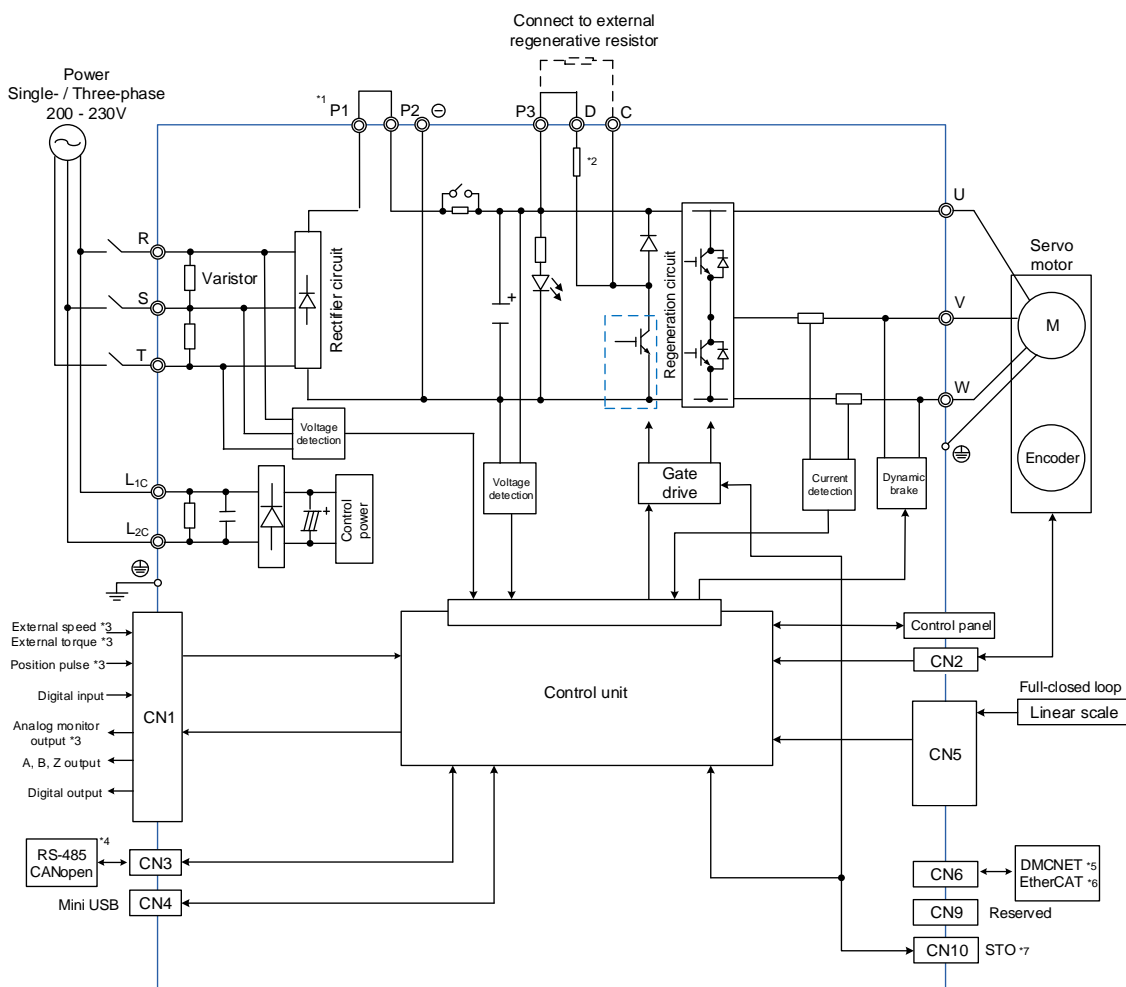 Connect to external
regenerative resistor
Power
Single- / Three-phase
200 - 230V
*1
P1
P2
⊖
P3
D
C
*2
U
R
Varistor
Rectifier circuit
Regeneration circuit
Servo
motor
S
V
M
T
W
Voltage
detection
Encoder
Voltage
detection
Gate
drive
Current
detection
Dynamic
brake
L1C
Control
power
L2C
External speed *3
External torque *3
Control panel
Position pulse *3
CN2
Digital input
Control unit
Full-closed loop
Linear scale
CN1
Analog monitor
output *3
CN5
A, B, Z output
Digital output
RS-485
CANopen
*4
CN3
CN6
DMCNET *5
EtherCAT *6
Mini USB
CN4
CN9
Reserved
CN10
STO *7
+
+